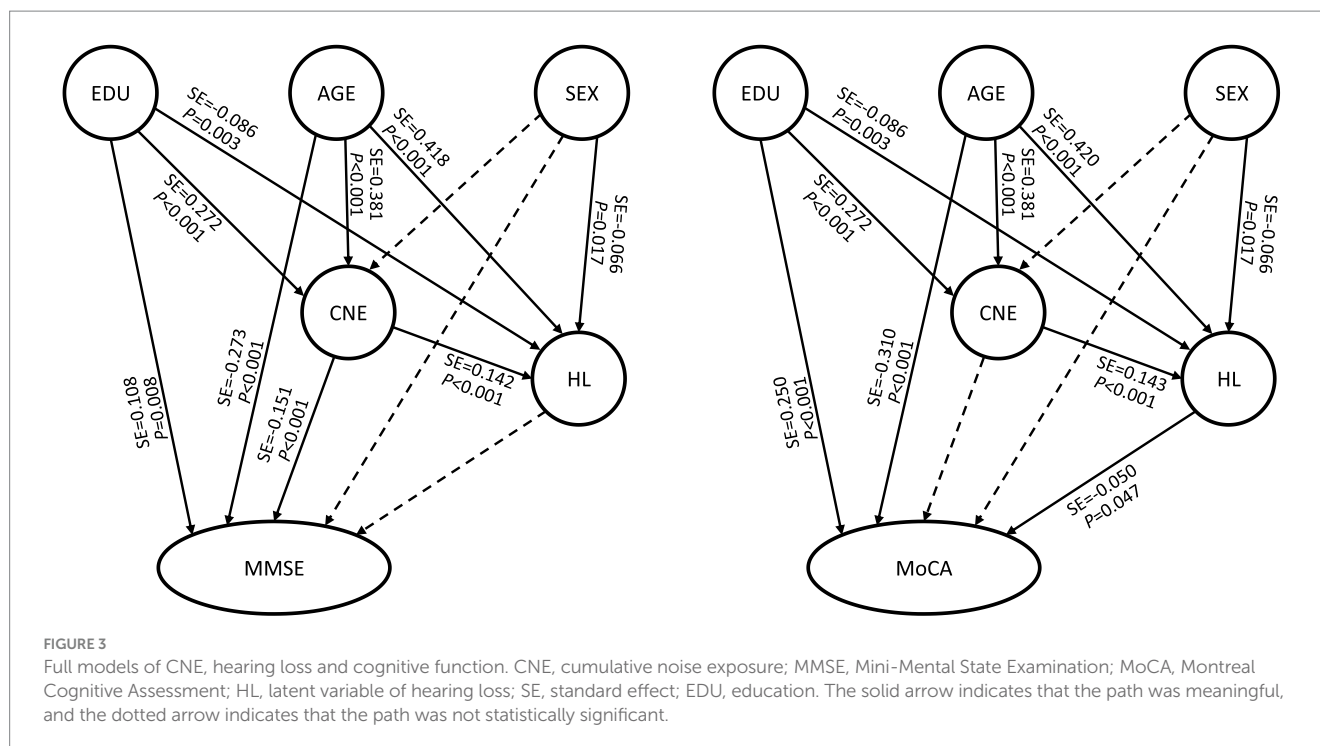 EDU
AGE
SEX
SE=-0.086
P=0.003
SE=0.418
P<0.001
SE=0.381
P<0.001
SE=0.272
P<0.001
SE=-0.066
P=0.017
CNE
HL
SE=0.142
P<0.001
SE=-0.273
P<0.001
SE=-0.151
P<0.001
SE=0.108
P=0.008
MMSE
EDU
AGE
SEX
SE=-0.086
P=0.003
SE=0.420
P<0.001
SE=0.381
P<0.001
SE=0.272
P<0.001
SE=-0.066
P=0.017
CNE
HL
SE=0.143
P<0.001
SE=-0.310
P<0.001
SE=0.250
P<0.001
SE=-0.050
P=0.047
MoCA
FIGURE 3
Full models of CNE, hearing loss and cognitive function. CNE, cumulative noise exposure; MMSE, Mini-Mental State Examination; MoCA, Montreal
Cognitive Assessment; HL, latent variable of hearing loss; SE, standard effect; EDU, education. The solid arrow indicates that the path was meaningful,
and the dotted arrow indicates that the path was not statistically significant.